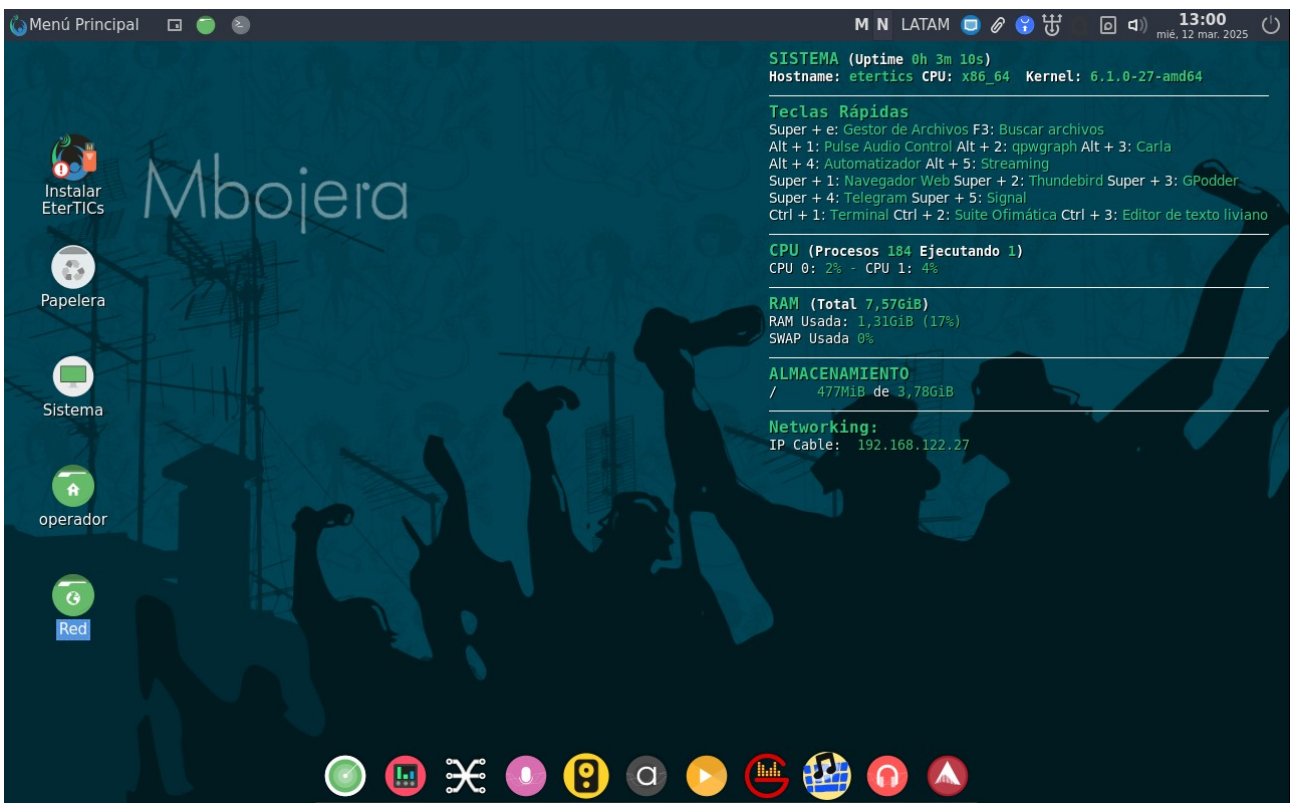 Menú Principal
M N LATAM
13:00
mié, 12 mar. 2025
SISTEMA (Uptime 0h 3m 10s)
Hostname: etertics CPU: x86_64 Kernel: 6.1.0-27-amd64
Teclas Rápidas
Super + e: Gestor de Archivos F3: Buscar archivos
Alt + 1: Pulse Audio Control Alt + 2: qpwgraph Alt + 3: Carla
Alt + 4: Automatizador Alt + 5: Streaming
Super + 1: Navegador Web Super + 2: Thundebird Super + 3: GPodder
Super + 4: Telegram Super + 5: Signal
Ctrl + 1: Terminal Ctrl + 2: Suite Ofimática Ctrl + 3: Editor de texto liviano
CPU (Procesos 184 Ejecutando 1)
CPU 0: 2% - CPU 1: 4%
RAM (Total 7,57GiB)
RAM Usada: 1,31GiB (17%)
SWAP Usada 0%
ALMACENAMIENTO
/ 477MiB de 3,78GiB
Networking:
IP Cable: 192.168.122.27
Instalar
EterTICs
Mbojera
Papelera
Sistema
operador
Red
a